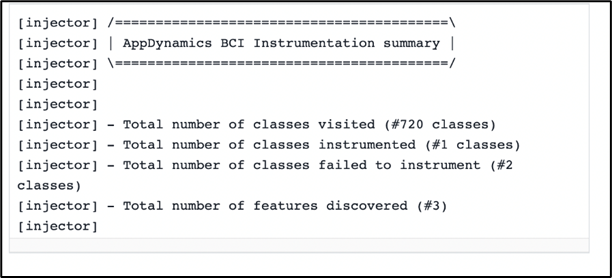 [injector] /=========================================\
[injector] | AppDynamics BCI Instrumentation summary |
[injector] \=========================================/
[injector]
[injector]
[injector] - Total number of classes visited (#720 classes)
[injector] - Total number of classes instrumented (#1 classes)
[injector] - Total number of classes failed to instrument (#2
classes)
[injector] - Total number of features discovered (#3)
[injector]